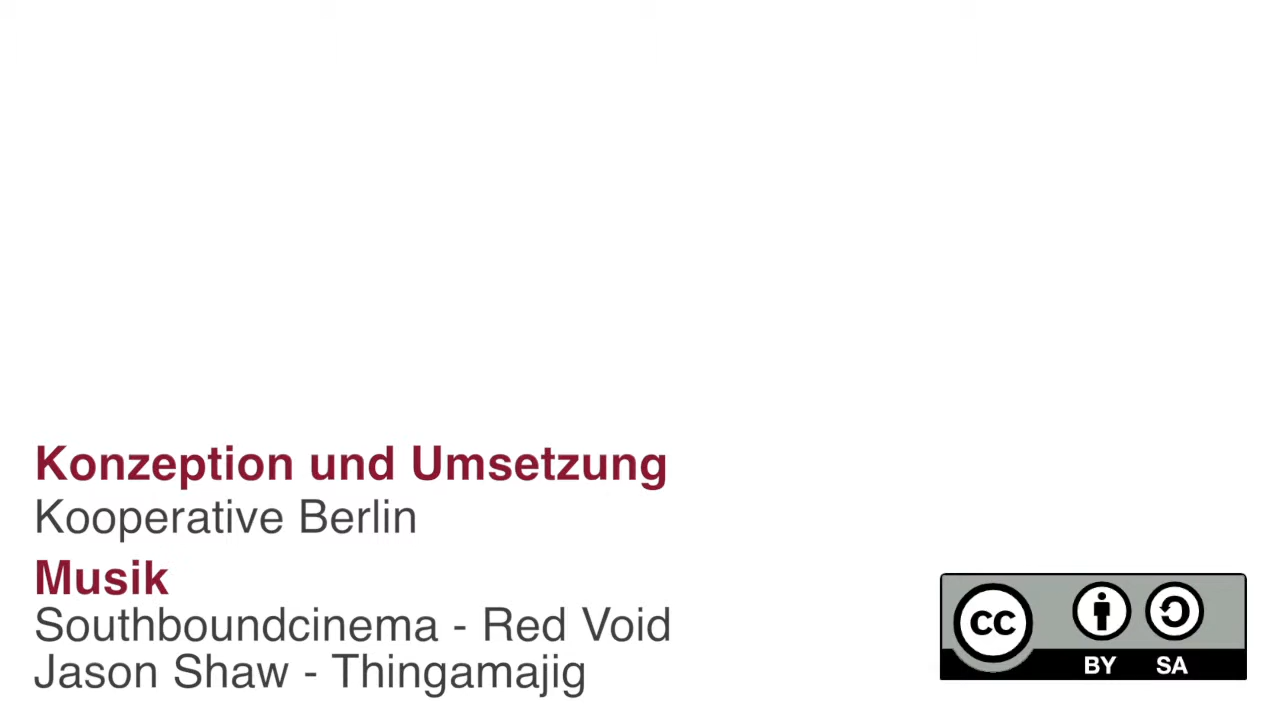 Konzeption und Umsetzung
Kooperative Berlin
Musik
Southboundcinema - Red Void
Jason Shaw - Thingamajig
CC
BY SA